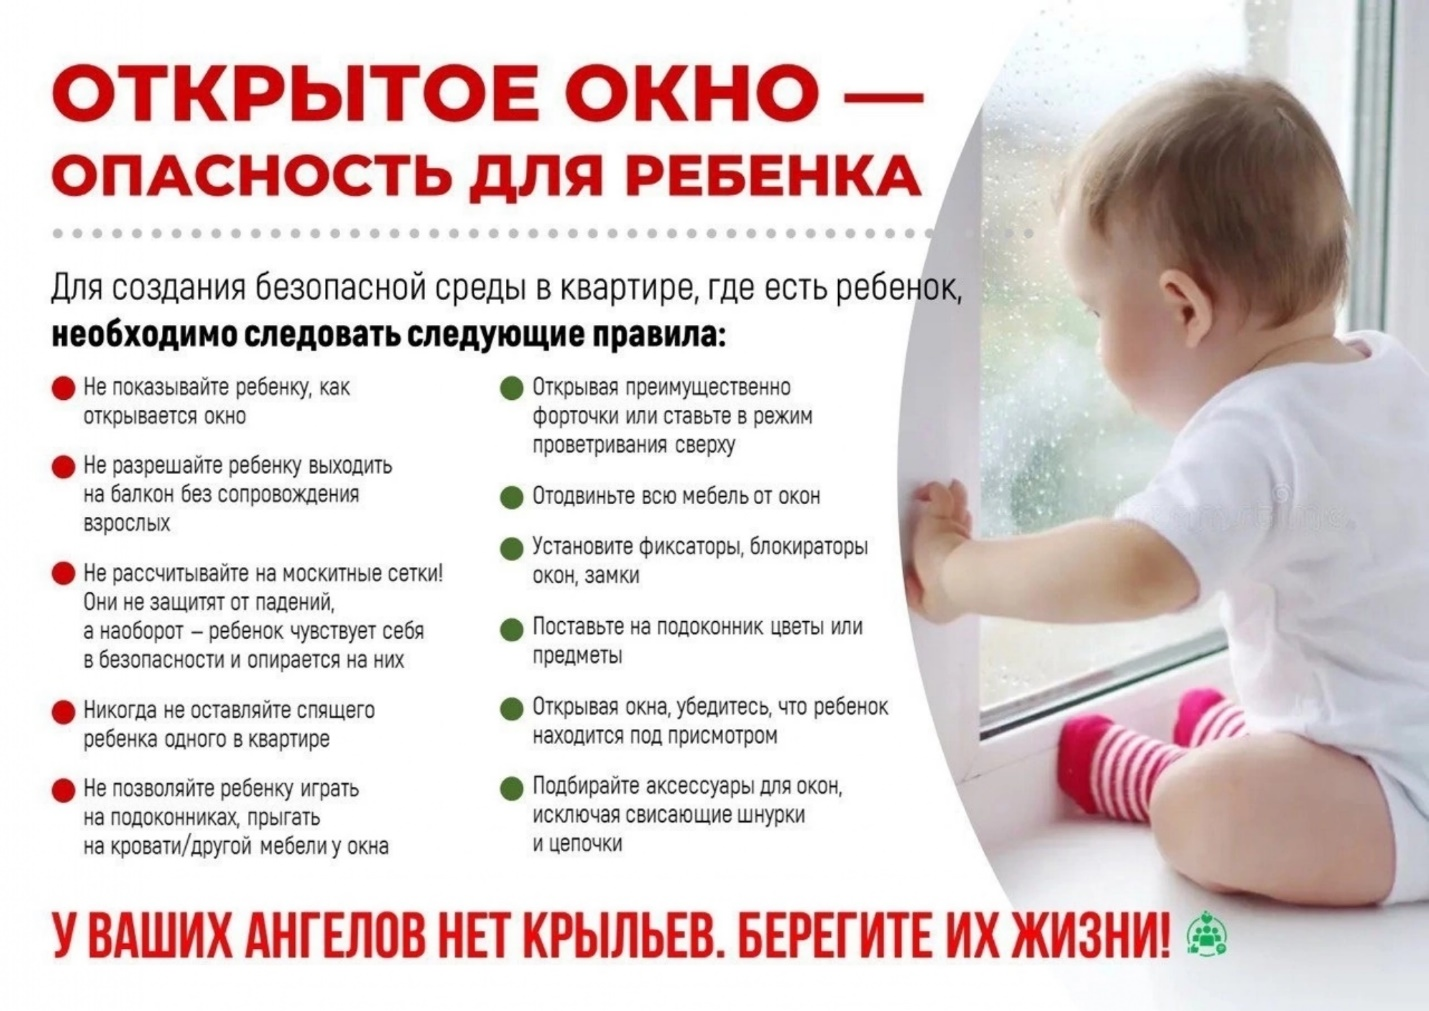 ОТКРЫТОЕ ОКНО —
ОПАСНОСТЬ ДЛЯ РЕБЕНКА
Для создания безопасной среды в квартире, где есть ребенок,
необходимо следовать следующие правила:
Не показывайте ребенку, как
открывается окно
Не разрешайте ребенку выходить
на балкон без сопровождения
взрослых
Не рассчитывайте на москитные сетки!
Они не защитят от падений,
а наоборот – ребенок чувствует себя
в безопасности и опирается на них
Никогда не оставляйте спящего
ребенка одного в квартире
Не позволяйте ребенку играть
на подоконниках, прыгать
на кровати/другой мебели у окна
Открывая преимущественно
форточки или ставьте в режим
проветривания сверху
Отодвиньте всю мебель от окон
Установите фиксаторы, блокираторы
окон, замки
Поставьте на подоконник цветы или
предметы
Открывая окна, убедитесь, что ребенок
находится под присмотром
Подбирайте аксессуары для окон,
исключая свисающие шнурки
и цепочки
У ВАШИХ АНГЕЛОВ НЕТ КРЫЛЬЕВ. БЕРЕГИТЕ ИХ ЖИЗНИ!